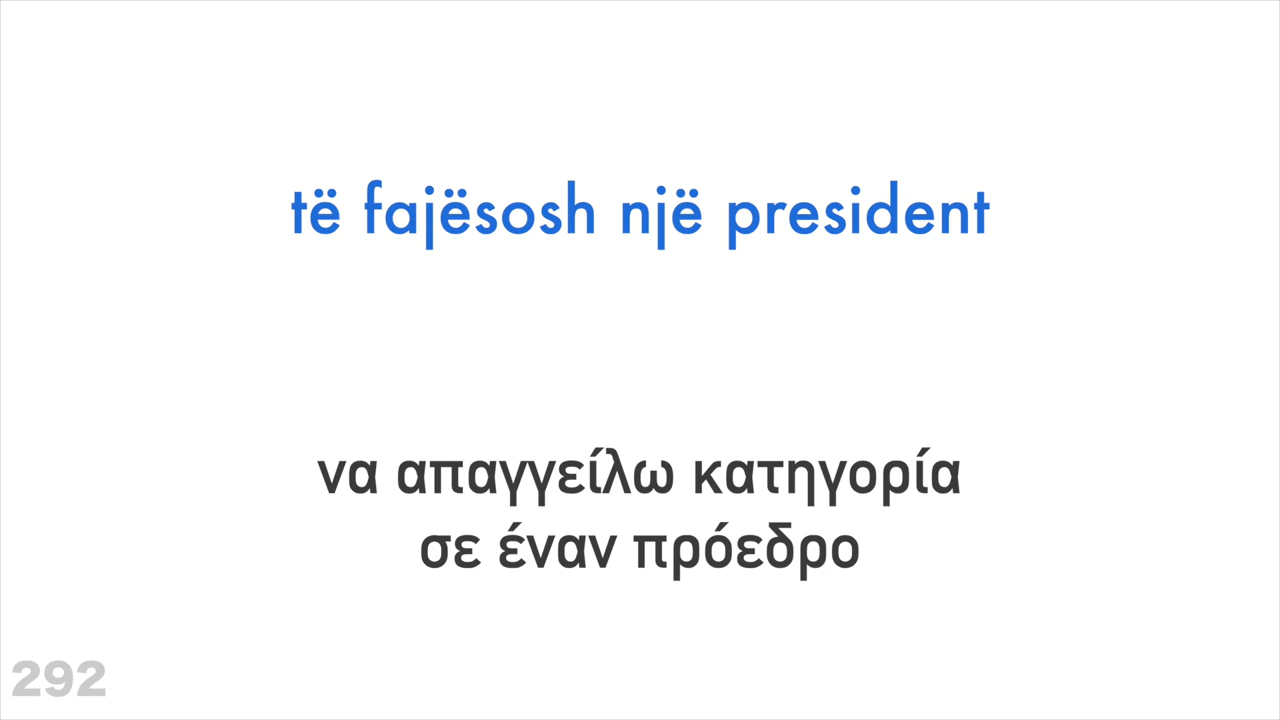 të fajësosh një president
να απαγγείλω κατηγορία
σε έναν πρόεδρο
292